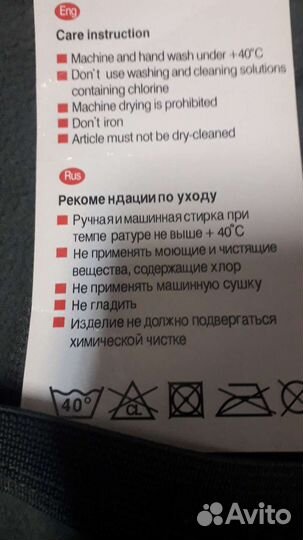 Eng
Care instruction
Machine and hand wash under +40°C
Don't use washing and cleaning solutions
containing chlorine
Machine drying is prohibited
Don't iron
Article must not be dry-cleaned
Rus
Рекоме ндации по уходу
Ручная и машинная стирка при
темпе ратуре не выше + 40°C
Не применять моющие и чистящие
вещества, содержащие хлор
Не применять машинную сушку
Не гладить
Изделие не должно подвергаться
химической чистке
40° CL
Avito